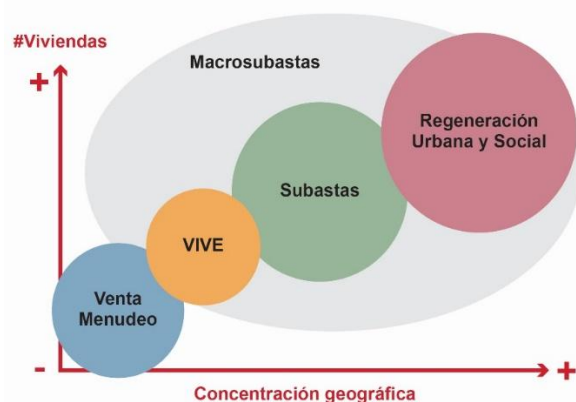 #Viviendas
+
Macrosubastas
Regeneración
Urbana y Social
Subastas
VIVE
Venta
Menudeo
-
+
Concentración geográfica